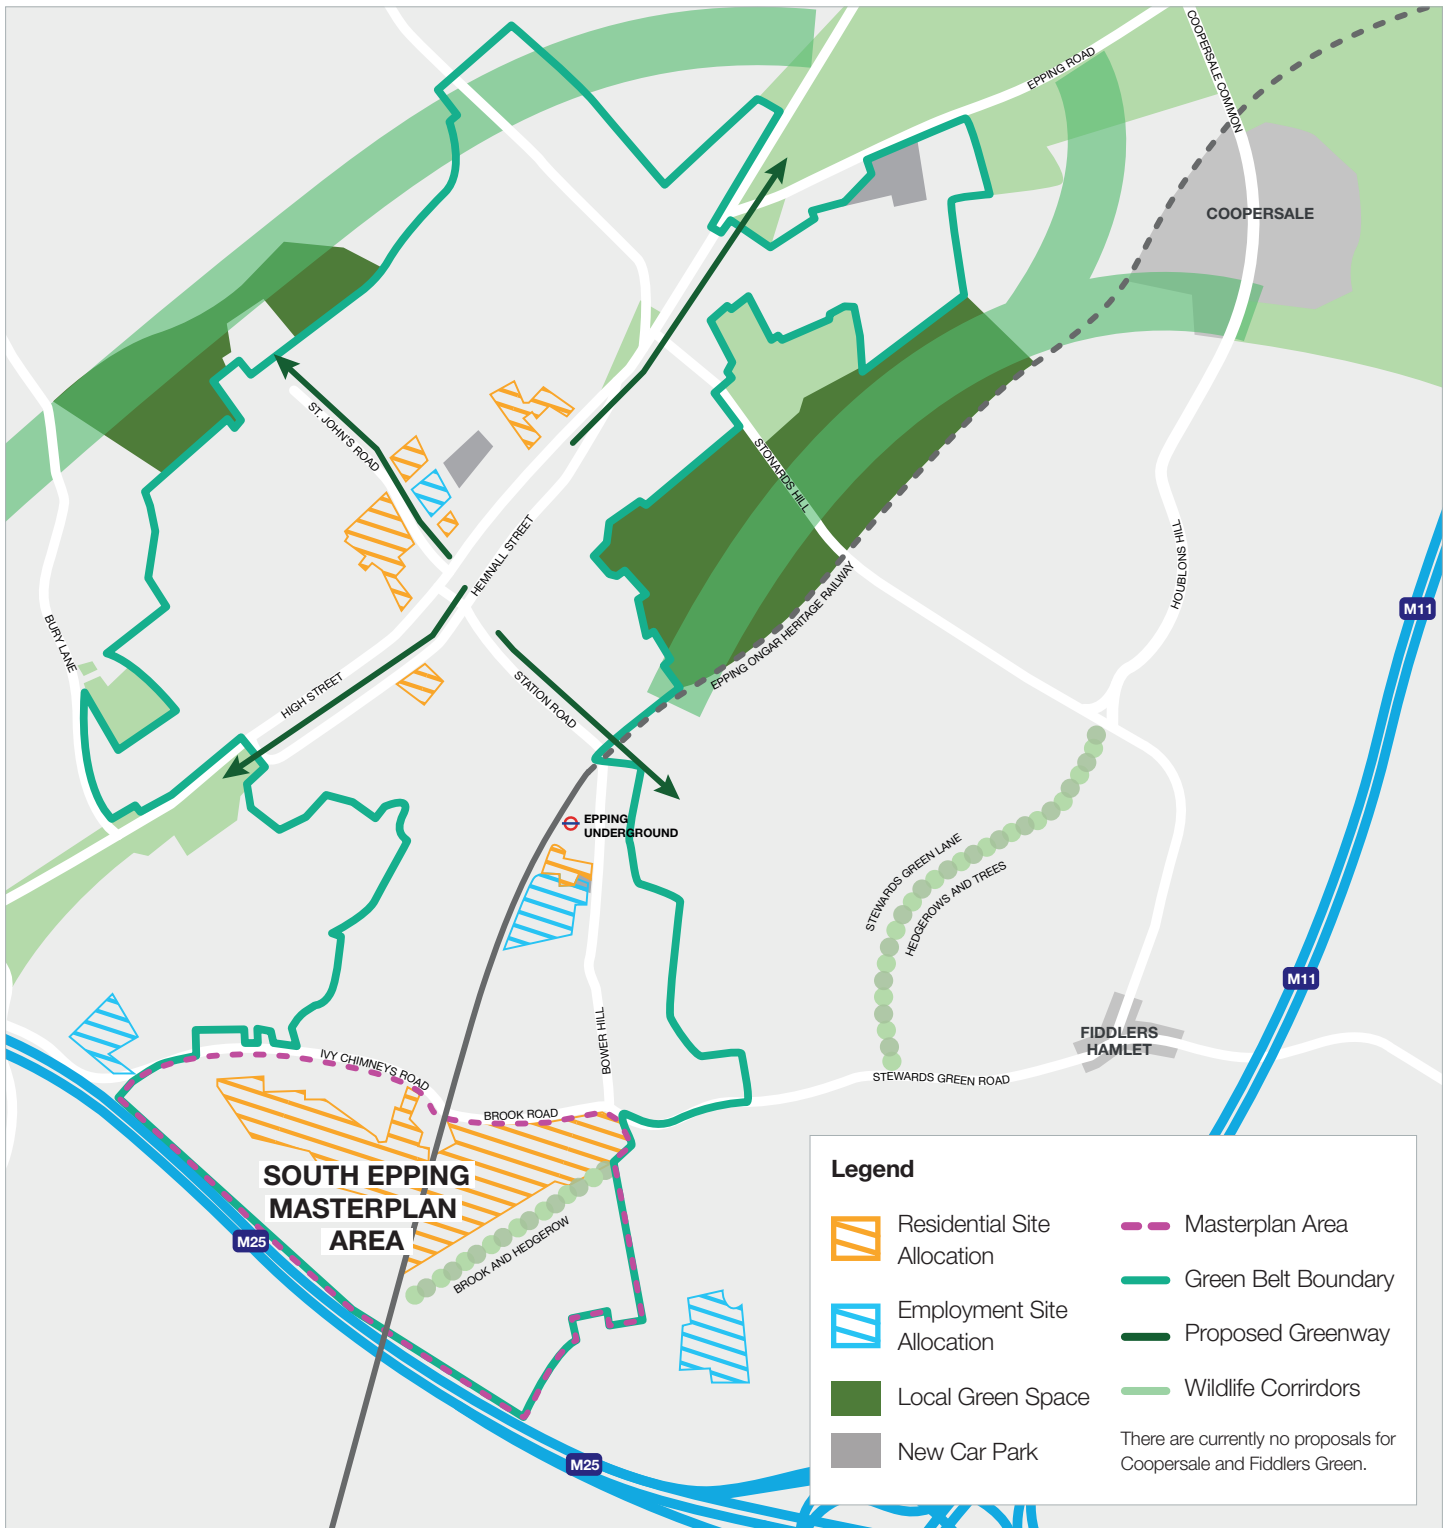 COOPERSALE COMMON
EPPING ROAD
COOPERSALE
ST. JOHN'S ROAD
STONARDS HILL
HEMNALL STREET
HOUBLONS HILL
EPPING ONGAR HERITAGE RAILWAY
M11
BURY LANE
HIGH STREET
STATION ROAD
EPPING
UNDERGROUND
STEWARDS GREEN LANE
HEDGEROWS AND TREES
M11
BOWER HILL
FIDDLERS
HAMLET
IVY CHIMNEYS ROAD
STEWARDS GREEN ROAD
BROOK ROAD
SOUTH EPPING
MASTERPLAN
AREA
BROOK AND HEDGEROW
M25
M25
Legend
Residential Site
Allocation
Employment Site
Allocation
Local Green Space
New Car Park
Masterplan Area
Green Belt Boundary
Proposed Greenway
Wildlife Corrirdors
There are currently no proposals for
Coopersale and Fiddlers Green.